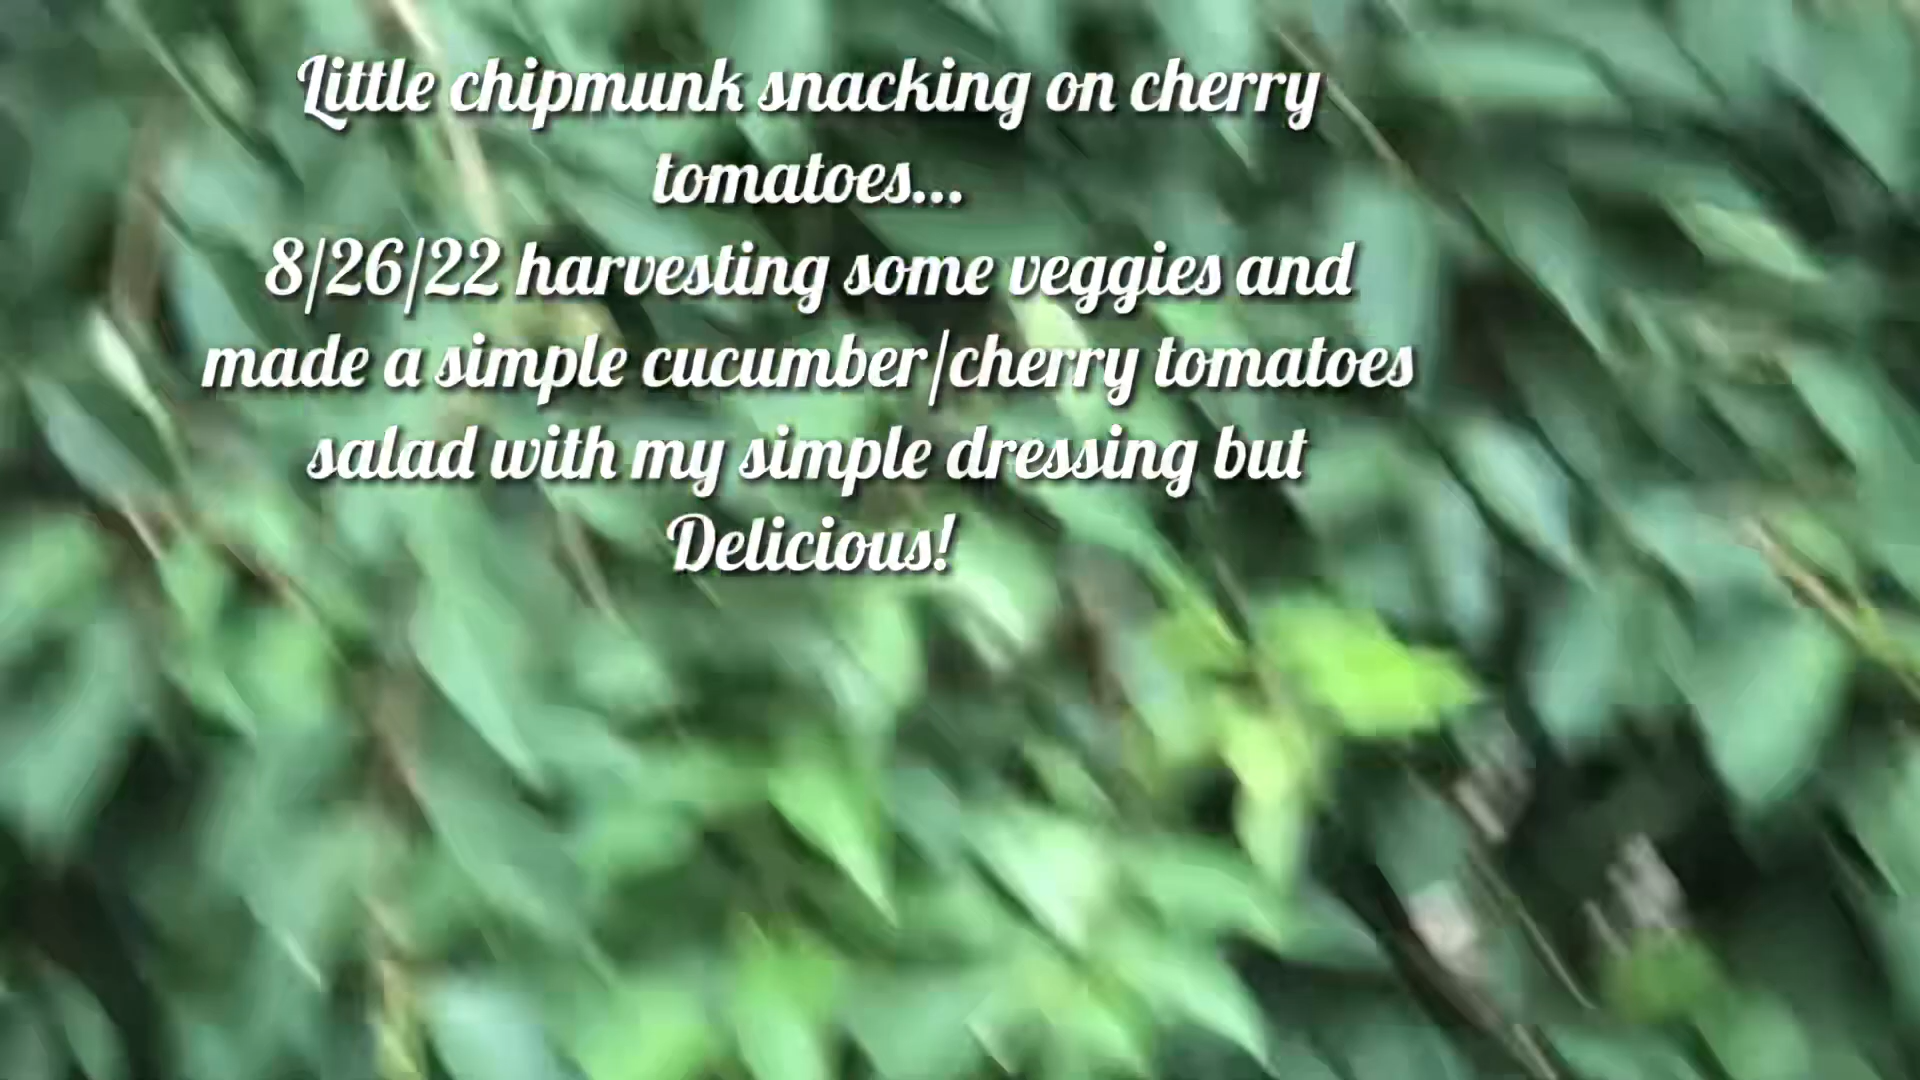 Little chipmunk snacking on cherry
tomatoes...
8/26/22 harvesting some veggies and
made a simple cucumber/cherry tomatoes
salad with my simple dressing but
Delicious!